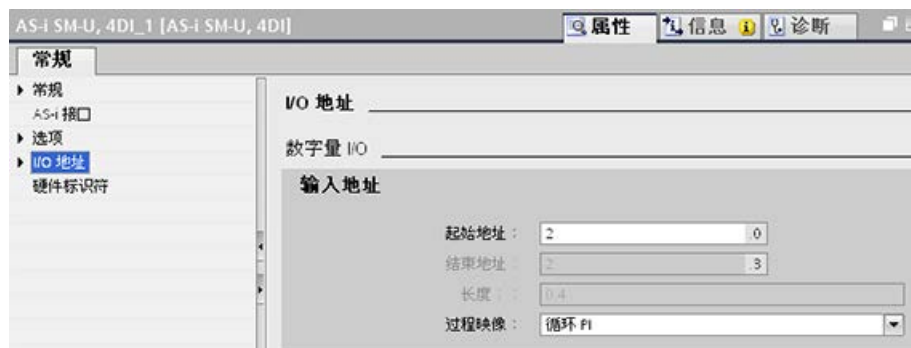 AS-i SM-U, 4DI_1 [AS-i SM-U, 4DI]
属性
信息
诊断
常规
常规
AS-i 接口
选项
I/O 地址
硬件标识符
I/O 地址
数字量 I/O
输入地址
起始地址: 2 .0
结束地址: 2 .3
长度:: 0.4
过程映像: 循环 PI